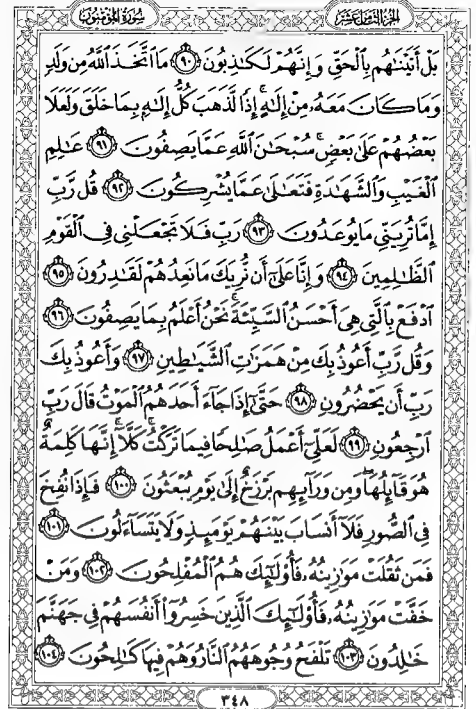 الجزء الثامن عشر
سورة المؤمنون
بَلْ أَتَيْنَٰهُم بِٱلْحَقِّ وَإِنَّهُمْ لَكَٰذِبُونَ ٩٠ مَا ٱتَّخَذَ ٱللَّهُ مِن وَلَدٍ
وَمَا كَانَ مَعَهُۥ مِنْ إِلَٰهٍ ۚ إِذًا لَّذَهَبَ كُلُّ إِلَٰهٍۭ بِمَا خَلَقَ وَلَعَلَا
بَعْضُهُمْ عَلَىٰ بَعْضٍ ۚ سُبْحَٰنَ ٱللَّهِ عَمَّا يَصِفُونَ ٩١ عَٰلِمِ
ٱلْغَيْبِ وَٱلشَّهَٰدَةِ فَتَعَٰلَىٰ عَمَّا يُشْرِكُونَ ٩٢ قُل رَّبِّ
إِمَّا تُرِيَنِّي مَا يُوعَدُونَ ٩٣ رَبِّ فَلَا تَجْعَلْنِي فِي ٱلْقَوْمِ
ٱلظَّٰلِمِينَ ٩٤ وَإِنَّا عَلَىٰٓ أَن نُّرِيَكَ مَا نَعِدُهُمْ لَقَٰدِرُونَ ٩٥
ٱدْفَعْ بِٱلَّتِي هِيَ أَحْسَنُ ٱلسَّيِّئَةَ ۚ نَحْنُ أَعْلَمُ بِمَا يَصِفُونَ ٩٦
وَقُل رَّبِّ أَعُوذُ بِكَ مِنْ هَمَزَٰتِ ٱلشَّيَٰطِينِ ٩٧ وَأَعُوذُ بِكَ
رَبِّ أَن يَحْضُرُونِ ٩٨ حَتَّىٰٓ إِذَا جَآءَ أَحَدَهُمُ ٱلْمَوْتُ قَالَ رَبِّ
ٱرْجِعُونِ ٩٩ لَعَلِّيٓ أَعْمَلُ صَٰلِحًا فِيمَا تَرَكْتُ ۚ كَلَّآ ۚ إِنَّهَا كَلِمَةٌ
هُوَ قَآئِلُهَا ۖ وَمِن وَرَآئِهِم بَرْزَخٌ إِلَىٰ يَوْمِ يُبْعَثُونَ ١٠٠ فَإِذَا نُفِخَ
فِي ٱلصُّورِ فَلَآ أَنسَابَ بَيْنَهُمْ يَوْمَئِذٍ وَلَا يَتَسَآءَلُونَ ١٠١
فَمَن ثَقُلَتْ مَوَٰزِينُهُۥ فَأُو۟لَٰٓئِكَ هُمُ ٱلْمُفْلِحُونَ ١٠٢ وَمَنْ
خَفَّتْ مَوَٰزِينُهُۥ فَأُو۟لَٰٓئِكَ ٱلَّذِينَ خَسِرُوٓا۟ أَنفُسَهُمْ فِي جَهَنَّمَ
خَٰلِدُونَ ١٠٣ تَلْفَحُ وُجُوهَهُمُ ٱلنَّارُ وَهُمْ فِيهَا كَٰلِحُونَ ١٠٤
٣٤٨